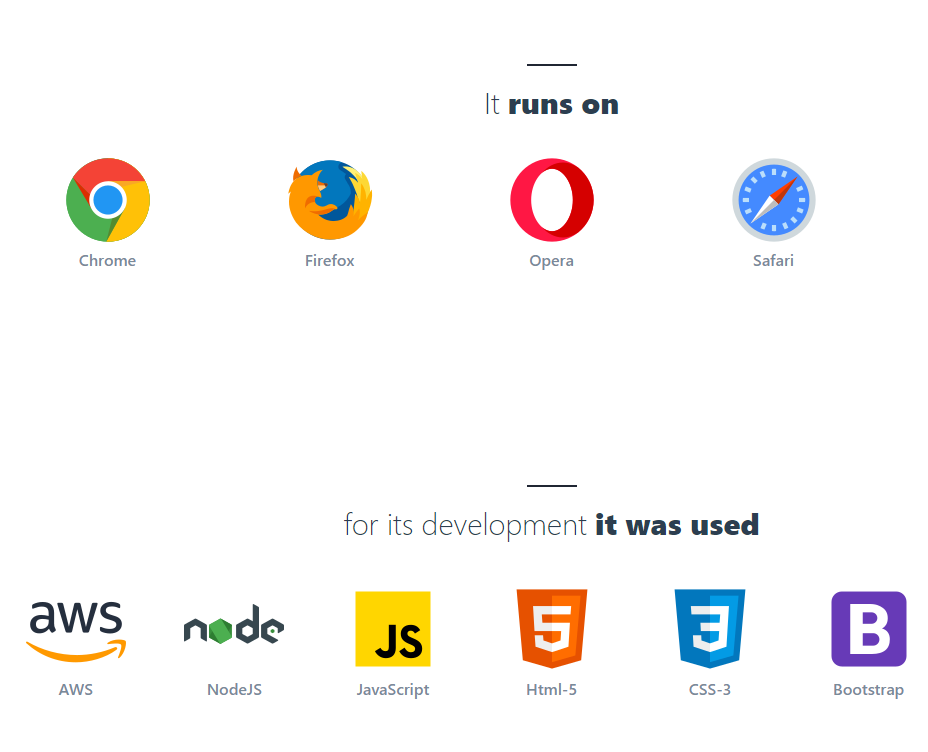 It runs on
Chrome Firefox Opera Safari
for its development it was used
aws node JS 5 3 B
AWS NodeJS JavaScript Html-5 CSS-3 Bootstrap